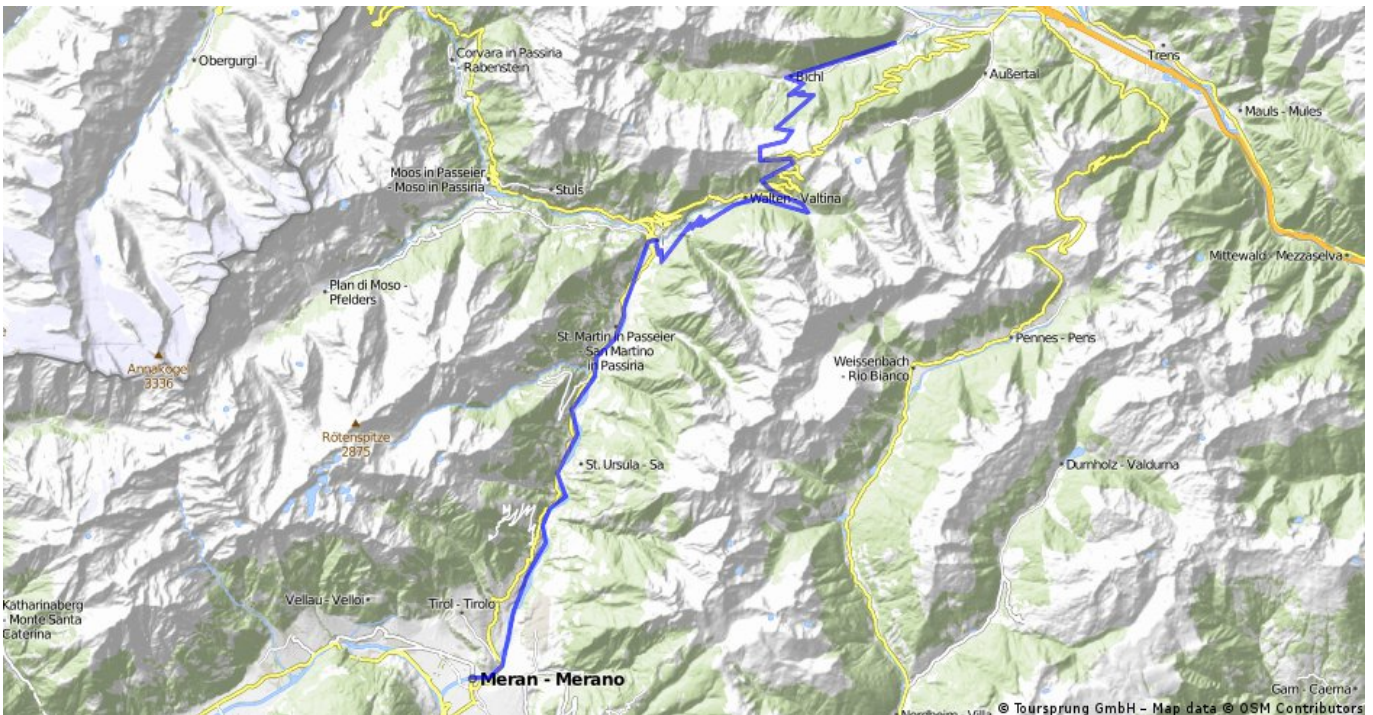 Obergurgl
Corvara in Passiria
- Rabenstein
Bichl
Trens
Außertal
Mauls - Mules
Moos in Passeier
- Moso in Passiria
Stuls
Walten - Valtina
Mittewald - Mezzaselva
Plan di Moso -
Pfelders
St. Martin in Passeier
- San Martino
in Passiria
Pennes - Pens
Weissenbach
- Rio Bianco
Annakogel
3336
Rötenspitze
2875
St. Ursula - Sa
Durnholz - Valdurna
Vellau - Velloi
Tirol - Tirolo
Katharinaberg
- Monte Santa
Caterina
Meran - Merano
Gam - Caerna
© Toursprung GmbH - Map data © OSM Contributors